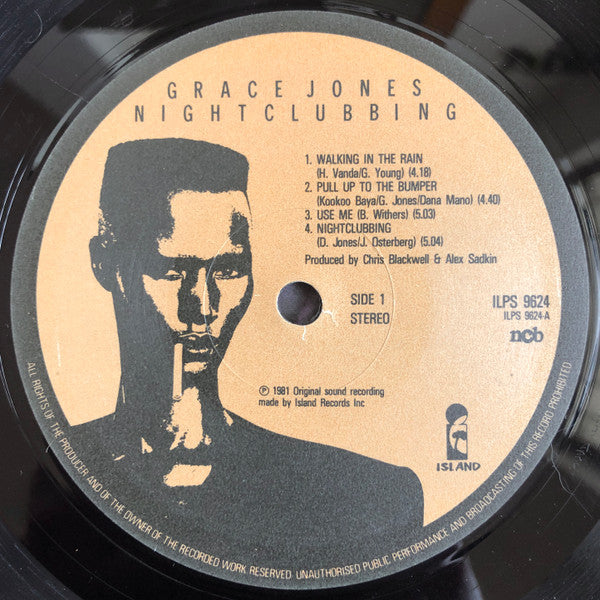 GRACE JONES
NIGHTCLUBBING
1. WALKING IN THE RAIN
(H. Vanda/G. Young) (4.18)
2. PULL UP TO THE BUMPER
(Kookoo Baya/G. Jones/Dana Mano) (4.40)
3. USE ME (B. Withers) (5.03)
4. NIGHTCLUBBING
(D. Jones/J. Osterberg) (5.04)
Produced by Chris Blackwell & Alex Sadkin
SIDE 1
STEREO
ILPS 9624
ILPS 9624-A
ncb
℗ 1981 Original sound recording
made by Island Records Inc
ISLAND
ALL RIGHTS OF THE PRODUCER AND OF THE OWNER OF THE RECORDED WORK RESERVED UNAUTHORISED PUBLIC PERFORMANCE AND BROADCASTING OF THIS RECORD PROHIBITED